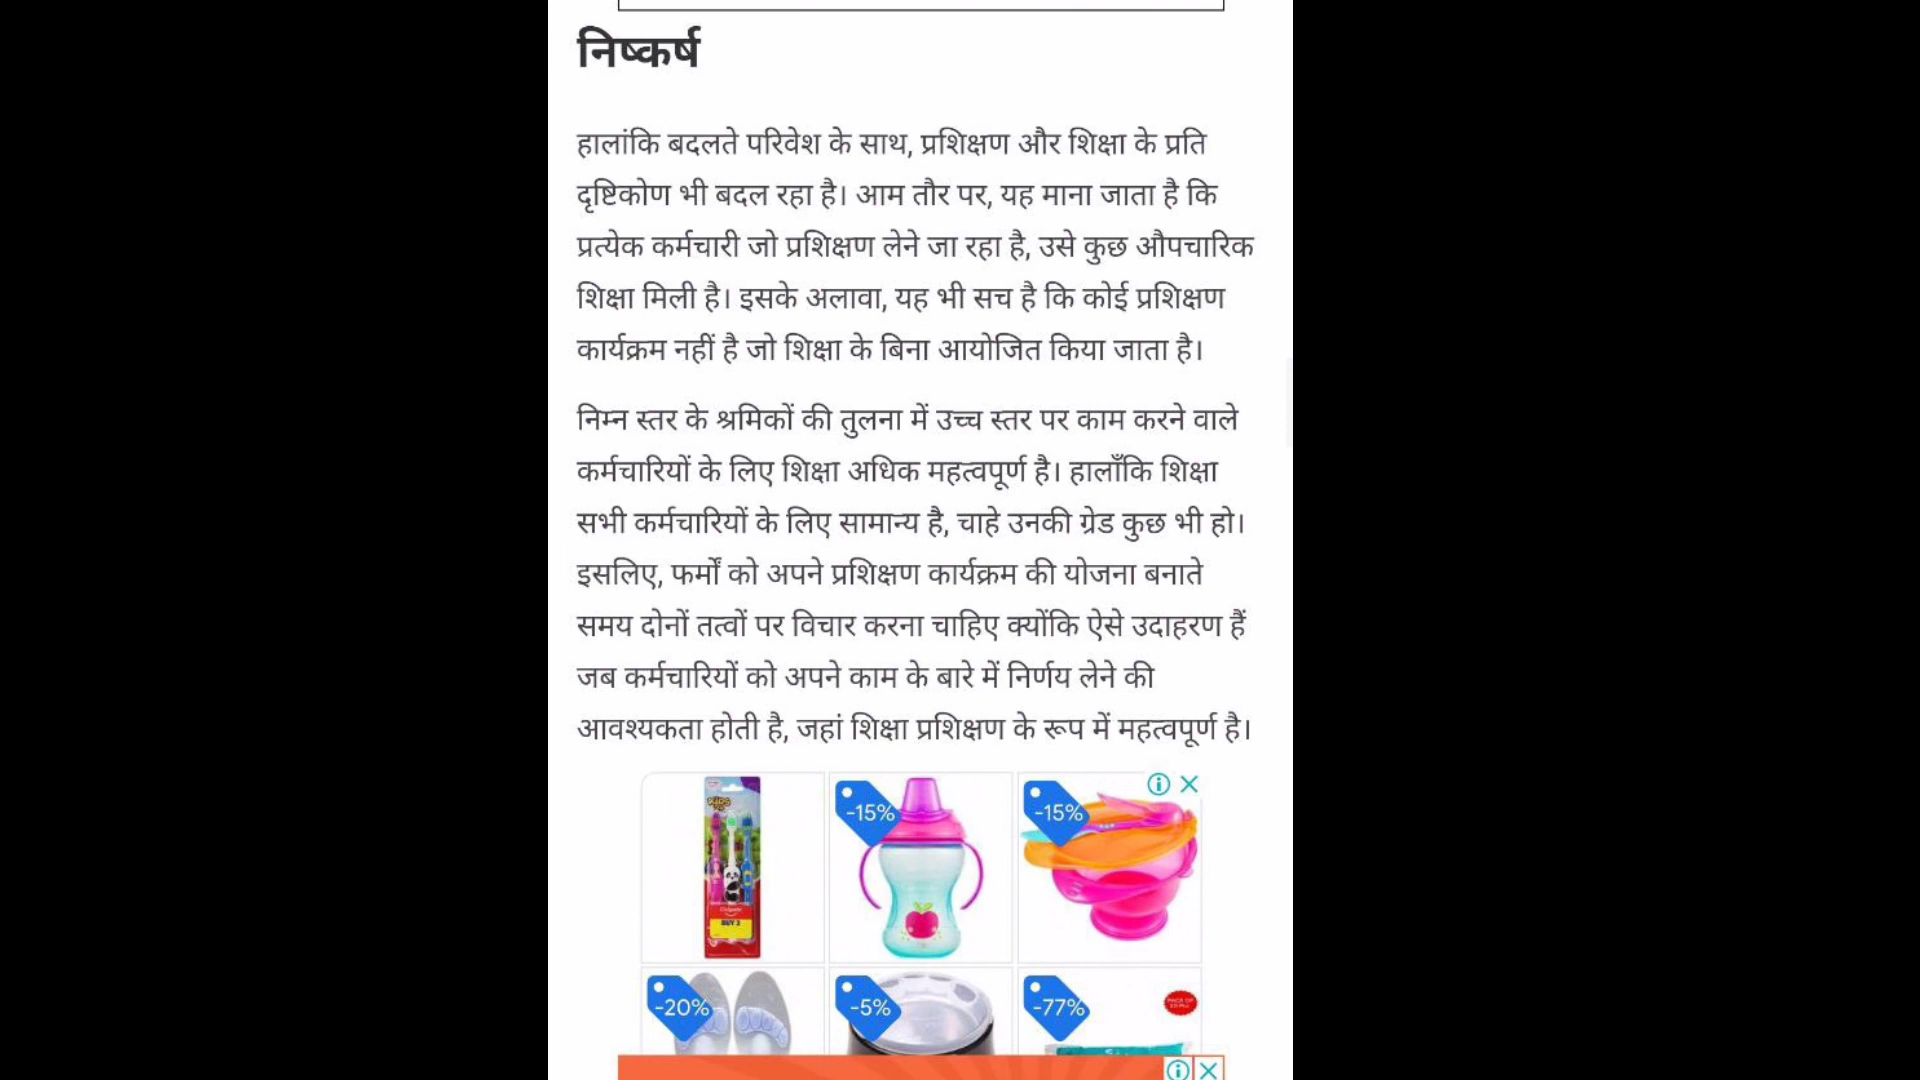 निष्कर्ष
हालांकि बदलते परिवेश के साथ, प्रशिक्षण और शिक्षा के प्रति
दृष्टिकोण भी बदल रहा है। आम तौर पर, यह माना जाता है कि
प्रत्येक कर्मचारी जो प्रशिक्षण लेने जा रहा है, उसे कुछ औपचारिक
शिक्षा मिली है। इसके अलावा, यह भी सच है कि कोई प्रशिक्षण
कार्यक्रम नहीं है जो शिक्षा के बिना आयोजित किया जाता है।
निम्न स्तर के श्रमिकों की तुलना में उच्च स्तर पर काम करने वाले
कर्मचारियों के लिए शिक्षा अधिक महत्वपूर्ण है। हालाँकि शिक्षा
सभी कर्मचारियों के लिए सामान्य है, चाहे उनकी ग्रेड कुछ भी हो।
इसलिए, फर्मों को अपने प्रशिक्षण कार्यक्रम की योजना बनाते
समय दोनों तत्वों पर विचार करना चाहिए क्योंकि ऐसे उदाहरण हैं
जब कर्मचारियों को अपने काम के बारे में निर्णय लेने की
आवश्यकता होती है, जहां शिक्षा प्रशिक्षण के रूप में महत्वपूर्ण है।
-15%
-15%
Colgate
-20%
-5%
-77%